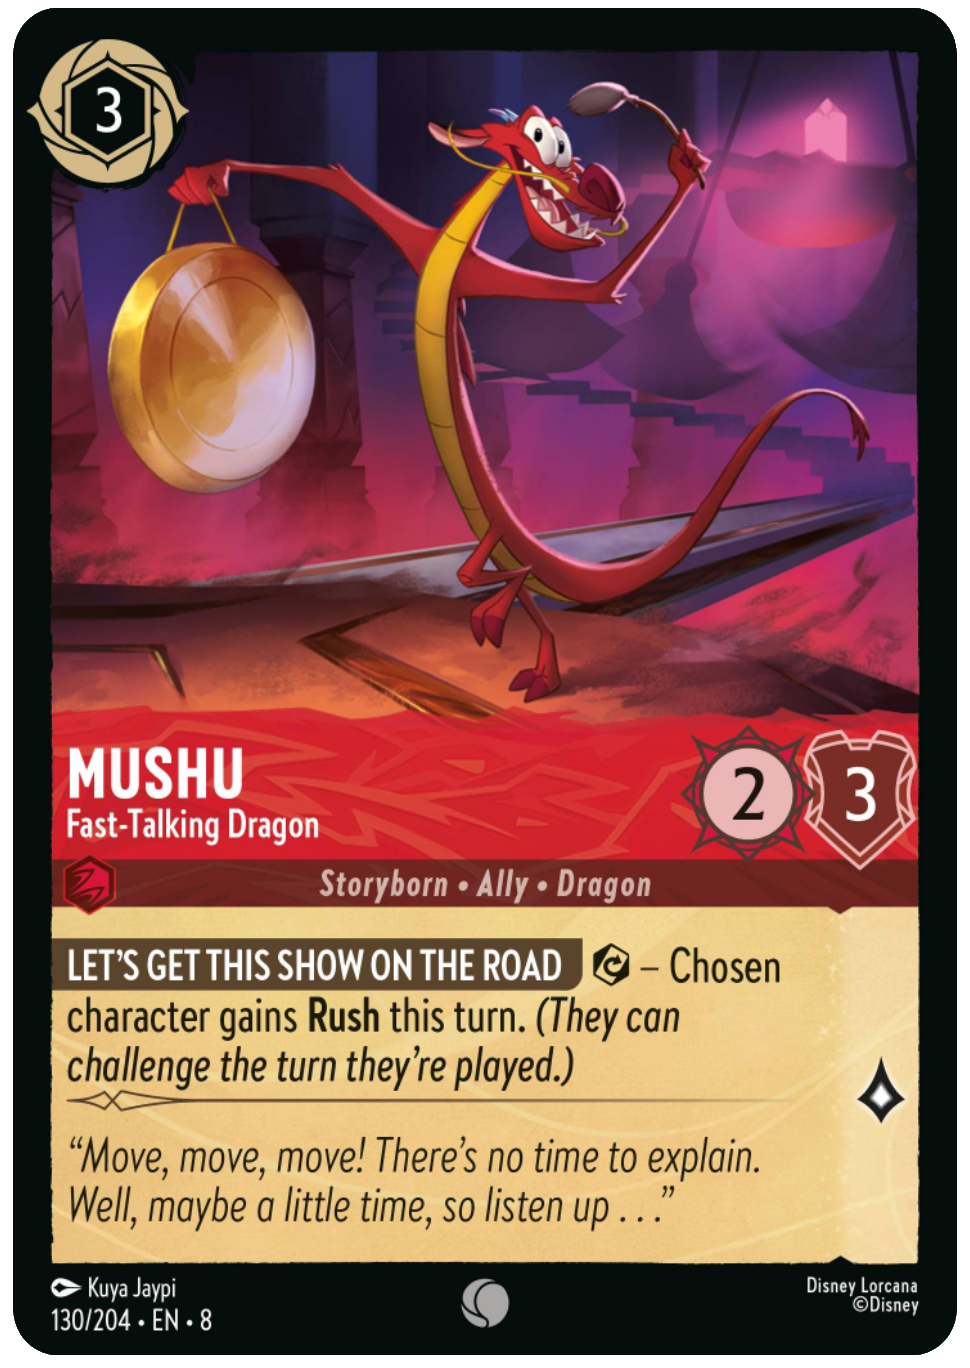 3
MUSHU
Fast-Talking Dragon
2
3
Storyborn • Ally • Dragon
LET'S GET THIS SHOW ON THE ROAD – Chosen
character gains Rush this turn. (They can
challenge the turn they're played.)
“Move, move, move! There's no time to explain.
Well, maybe a little time, so listen up . . .”
Kuya Jaypi
130/204 • EN • 8
Disney Lorcana
©Disney